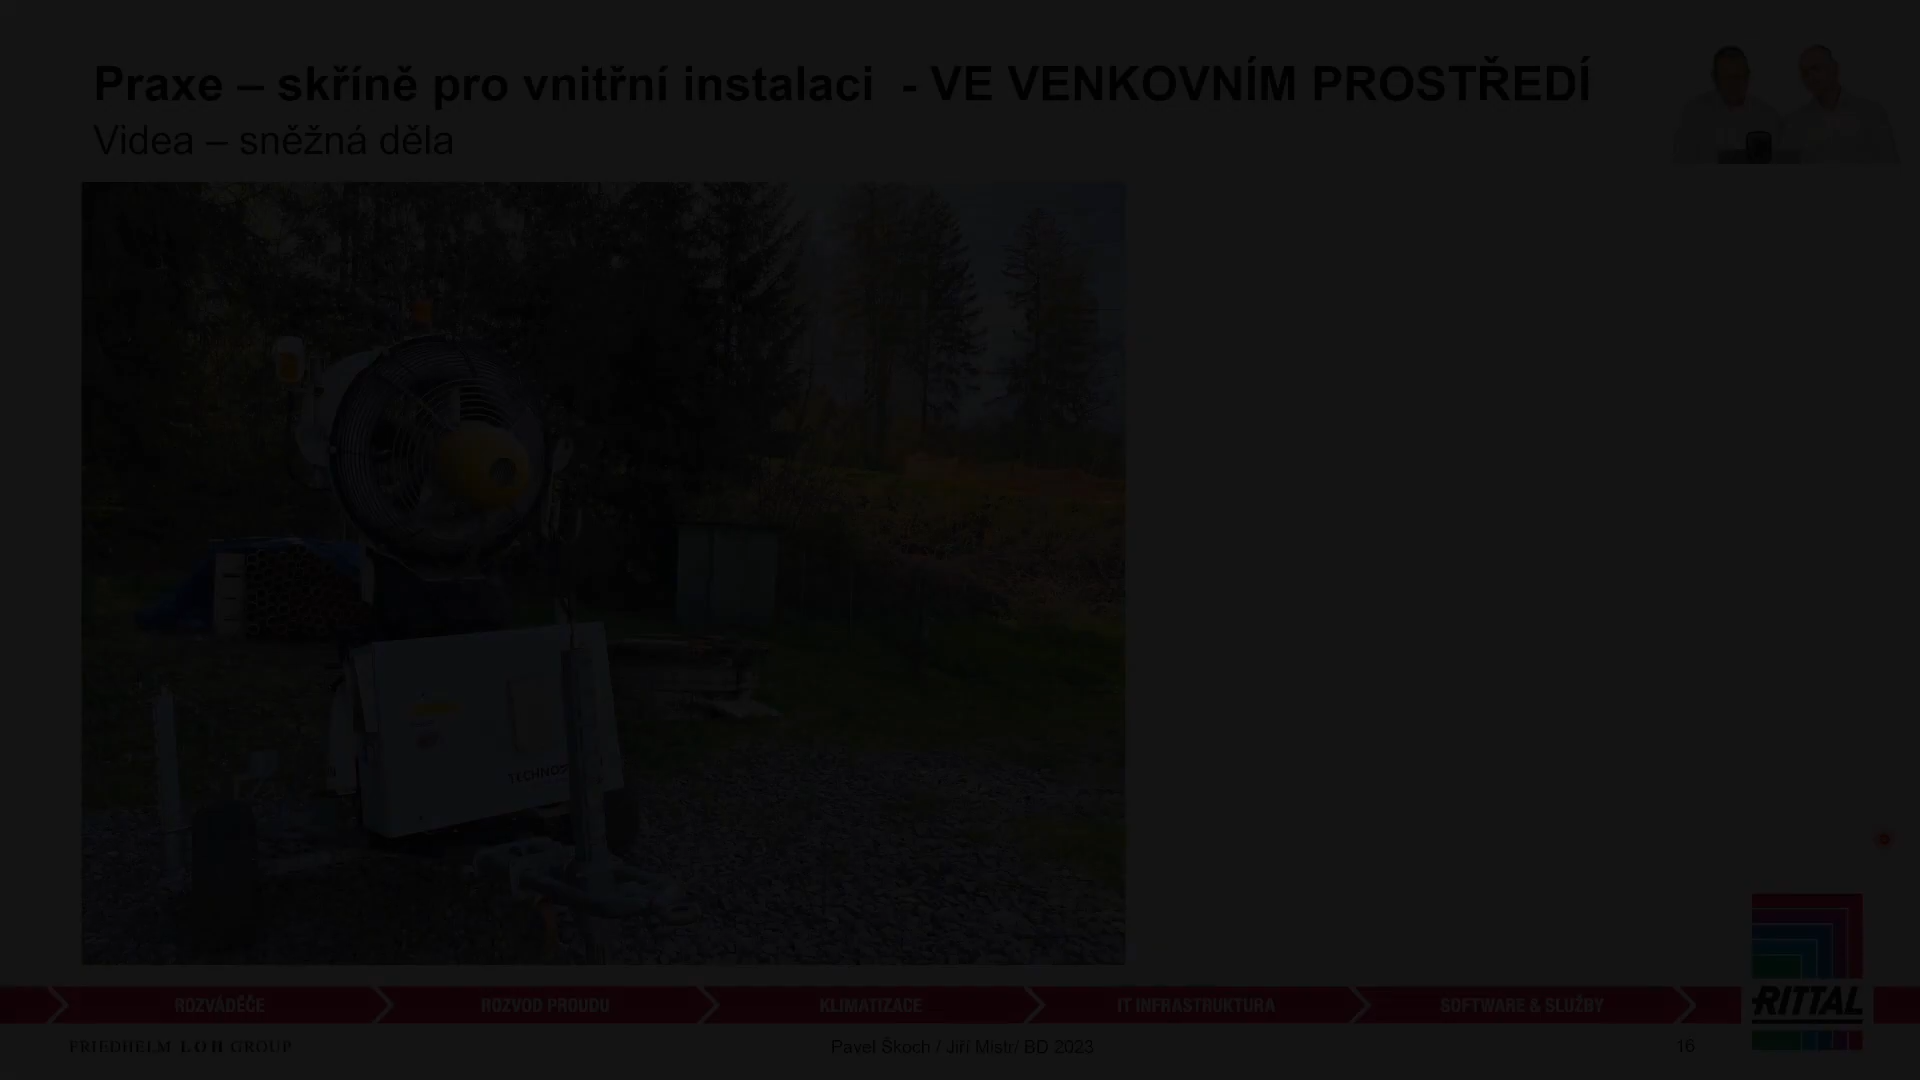 Praxe – skříně pro vnitřní instalaci - VE VENKOVNÍM PROSTŘEDÍ
Videa – sněžná děla
ROZVÁDĚČE
ROZVOD PROUDU
KLIMATIZACE
IT INFRASTRUKTURA
SOFTWARE & SLUŽBY
RITTAL
FRIEDHELM LOH GROUP
Pavel Škoch / Jiří Mistr/ BD 2023
16